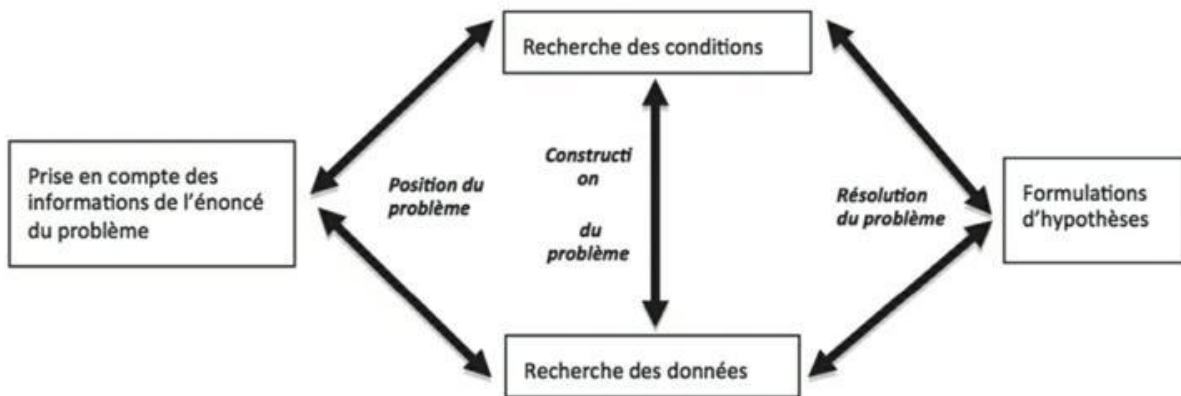 Recherche des conditions
Prise en compte des
informations de l'énoncé
du problème
Position du
problème
Constructi
on
du
problème
Résolution
du problème
Formulations
d'hypothèses
Recherche des données